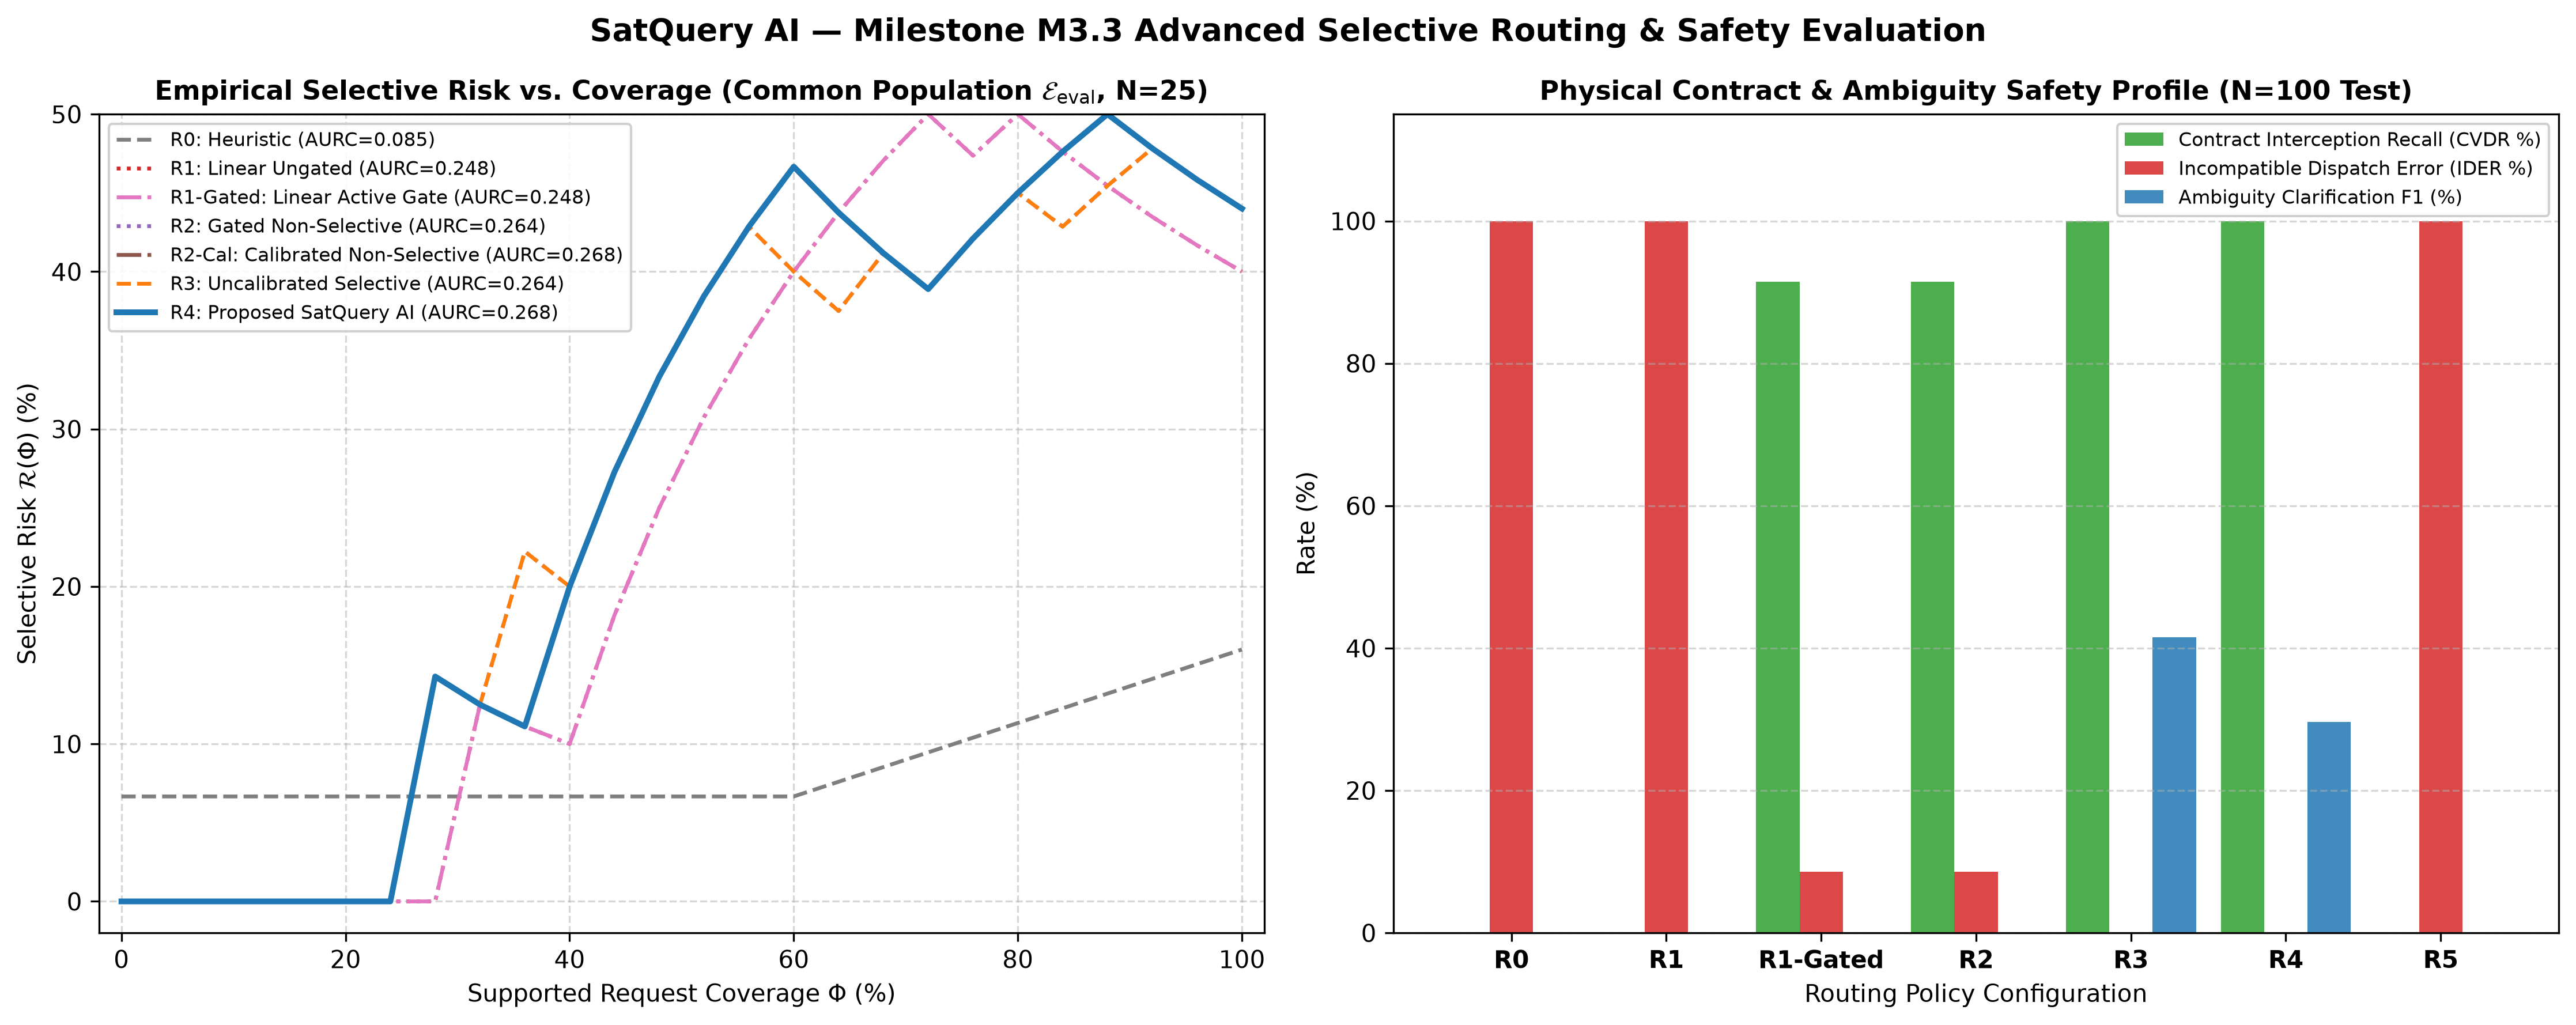 SatQuery AI — Milestone M3.3 Advanced Selective Routing & Safety Evaluation
Empirical Selective Risk vs. Coverage (Common Population ℰeval, N=25)
50
40
30
20
10
0
Selective Risk ℛ(Φ) (%)
R0: Heuristic (AURC=0.085)
R1: Linear Ungated (AURC=0.248)
R1-Gated: Linear Active Gate (AURC=0.248)
R2: Gated Non-Selective (AURC=0.264)
R2-Cal: Calibrated Non-Selective (AURC=0.268)
R3: Uncalibrated Selective (AURC=0.264)
R4: Proposed SatQuery AI (AURC=0.268)
0 20 40 60 80 100
Supported Request Coverage Φ (%)
Physical Contract & Ambiguity Safety Profile (N=100 Test)
Contract Interception Recall (CVDR %)
Incompatible Dispatch Error (IDER %)
Ambiguity Clarification F1 (%)
100
80
60
40
20
0
Rate (%)
R0 R1 R1-Gated R2 R3 R4 R5
Routing Policy Configuration